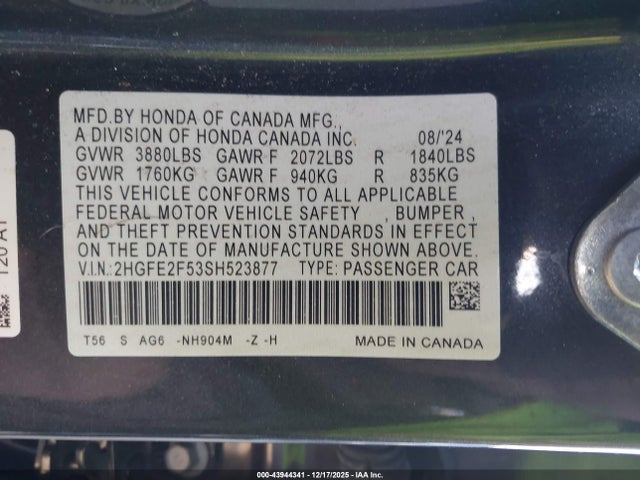 MFD.BY HONDA OF CANADA MFG.,
A DIVISION OF HONDA CANADA INC. 08/'24
GVWR 3880LBS GAWR F 2072LBS R 1840LBS
GVWR 1760KG GAWR F 940KG R 835KG
THIS VEHICLE CONFORMS TO ALL APPLICABLE
FEDERAL MOTOR VEHICLE SAFETY , BUMPER ,
AND THEFT PREVENTION STANDARDS IN EFFECT
ON THE DATE OF MANUFACTURE SHOWN ABOVE.
V.I.N.:2HGFE2F53SH523877 TYPE: PASSENGER CAR
T56 S AG6 -NH904M -Z -H MADE IN CANADA
000-43944341 - 12/17/2025 - IAA Inc.